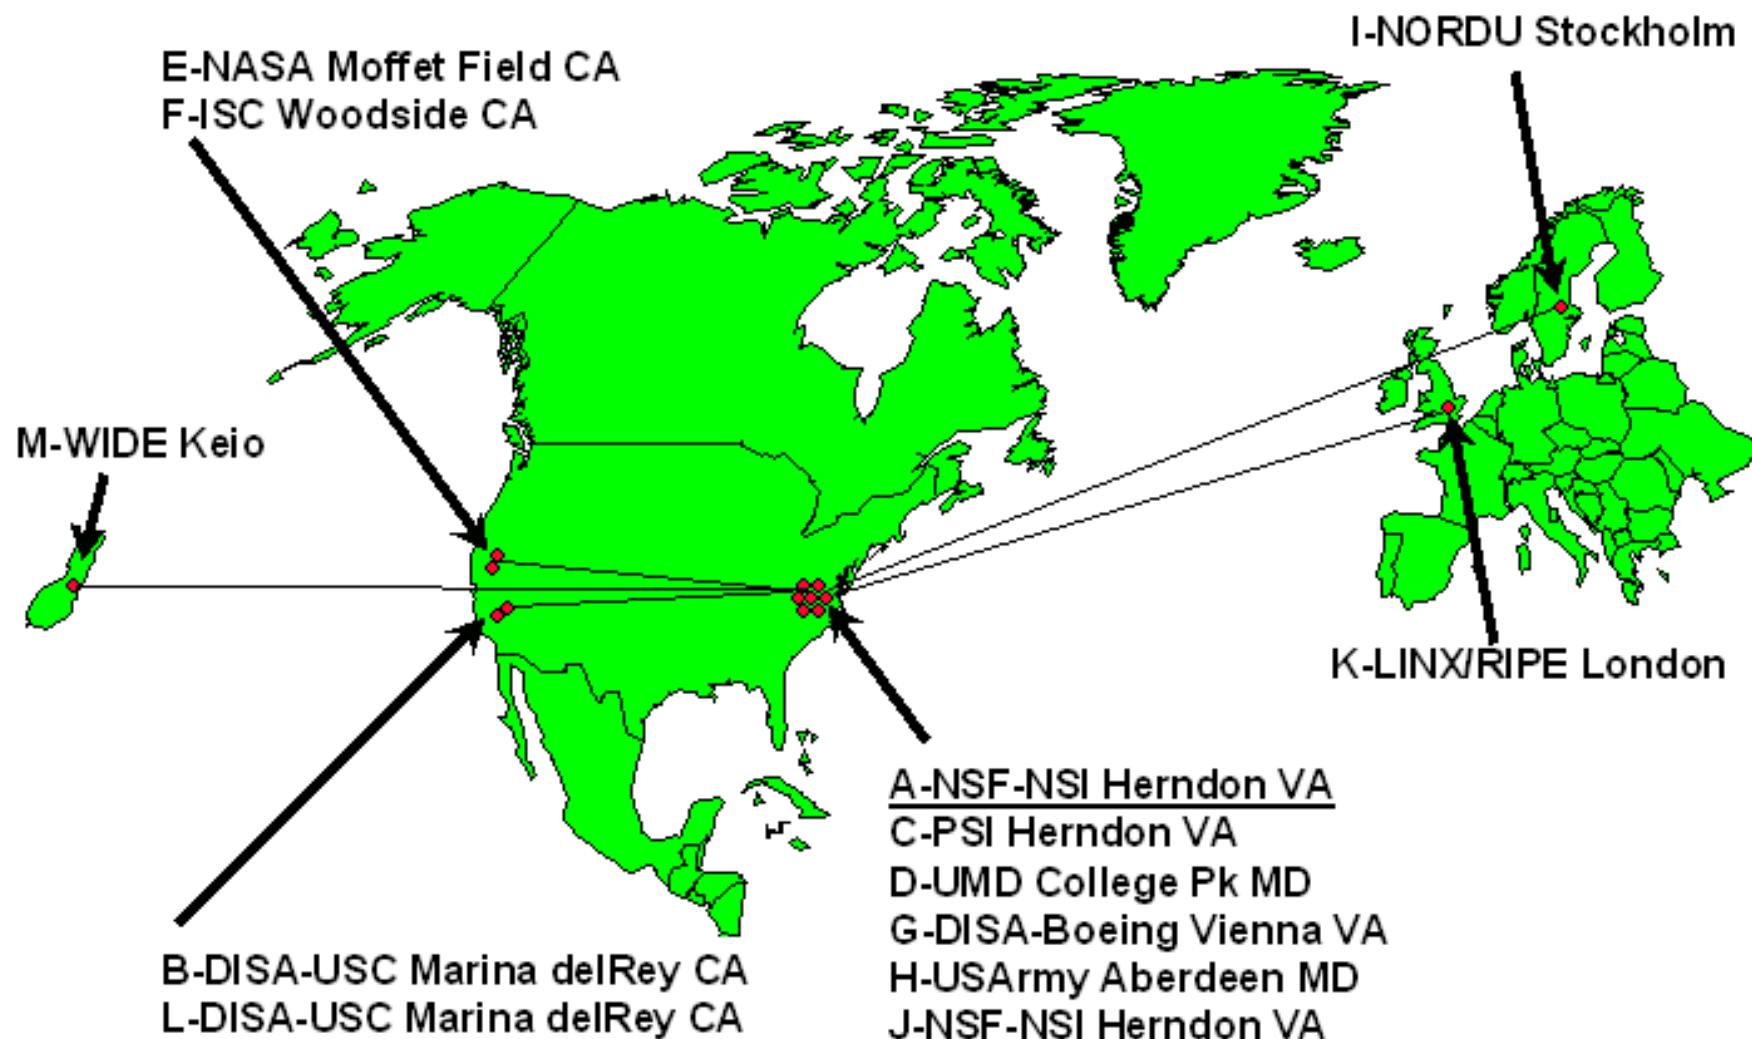 E-NASA Moffet Field CA
F-ISC Woodside CA
I-NORDU Stockholm
M-WIDE Keio
K-LINX/RIPE London
A-NSF-NSI Herndon VA
C-PSI Herndon VA
D-UMD College Pk MD
G-DISA-Boeing Vienna VA
H-USArmy Aberdeen MD
J-NSF-NSI Herndon VA
B-DISA-USC Marina delRey CA
L-DISA-USC Marina delRey CA